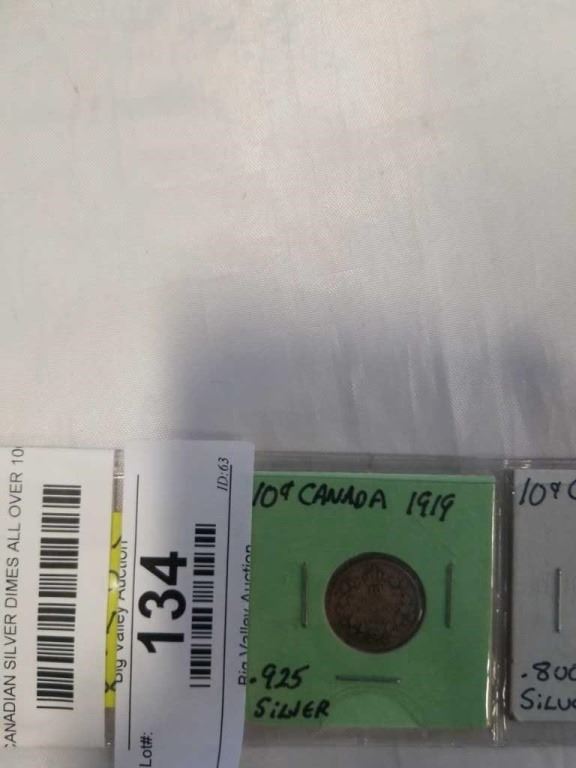 CANADIAN SILVER DIMES ALL OVER 10
Big Valley Auction
Lot#:
134
ID:63
Big Valley Auction
10¢ CANADA 1919
.925
SILVER
10¢ C
.800
SILV